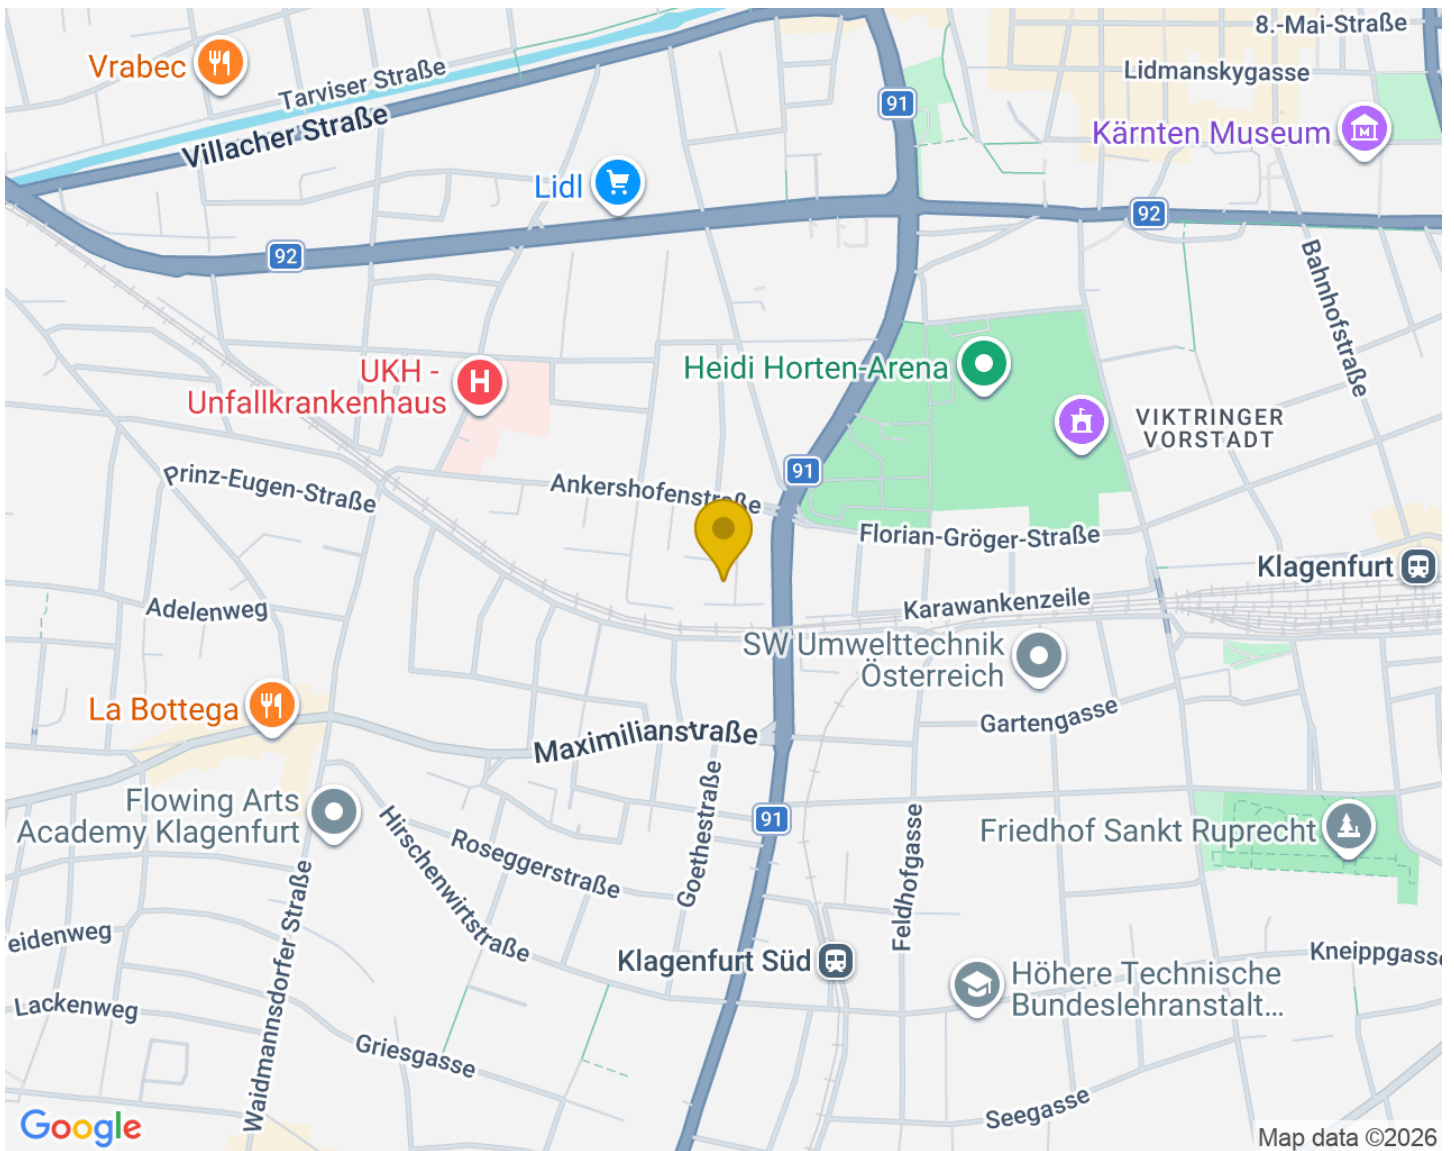 8.-Mai-Straße
Vrabec
Tarviser Straße
Lidmanskygasse
91
Villacher Straße
Kärnten Museum
Lidl
92
92
Bahnhofstraße
UKH -
Unfallkrankenhaus
Heidi Horten-Arena
VIKTRINGER
VORSTADT
91
Prinz-Eugen-Straße
Ankershofenstraße
Florian-Gröger-Straße
Klagenfurt
Adelenweg
Karawankenzeile
SW Umwelttechnik
Österreich
La Bottega
Gartengasse
Maximilianstraße
Flowing Arts
Academy Klagenfurt
Goethestraße
91
Friedhof Sankt Ruprecht
Hirschenwirtstraße
Roseggerstraße
Feldhofgasse
Waidmannsdorfer Straße
eidenweg
Klagenfurt Süd
Kneippgasse
Höhere Technische
Bundeslehranstalt...
Lackenweg
Griesgasse
Seegasse
Google
Map data ©2026